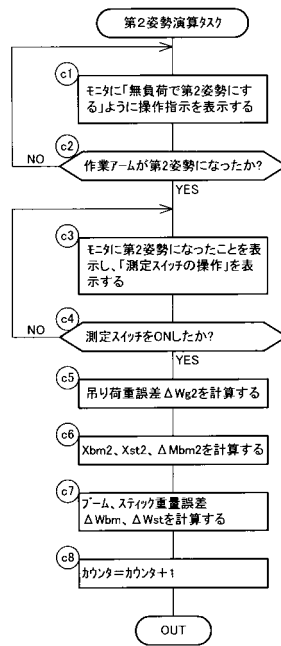 第2姿勢演算タスク
c1
モニタに「無負荷で第2姿勢にす
る」ように操作指示を表示する
c2
NO
作業アームが第2姿勢になったか?
YES
c3
モニタに第2姿勢になったことを表
示し、「測定スイッチの操作」を表
示する
c4
NO
測定スイッチをONしたか?
YES
c5
吊り荷重誤差ΔWg2を計算する
c6
Xbm2、Xst2、ΔMbm2を計算する
c7
ブーム、スティック重量誤差
ΔWbm、ΔWstを計算する
c8
カウンタ=カウンタ+1
OUT